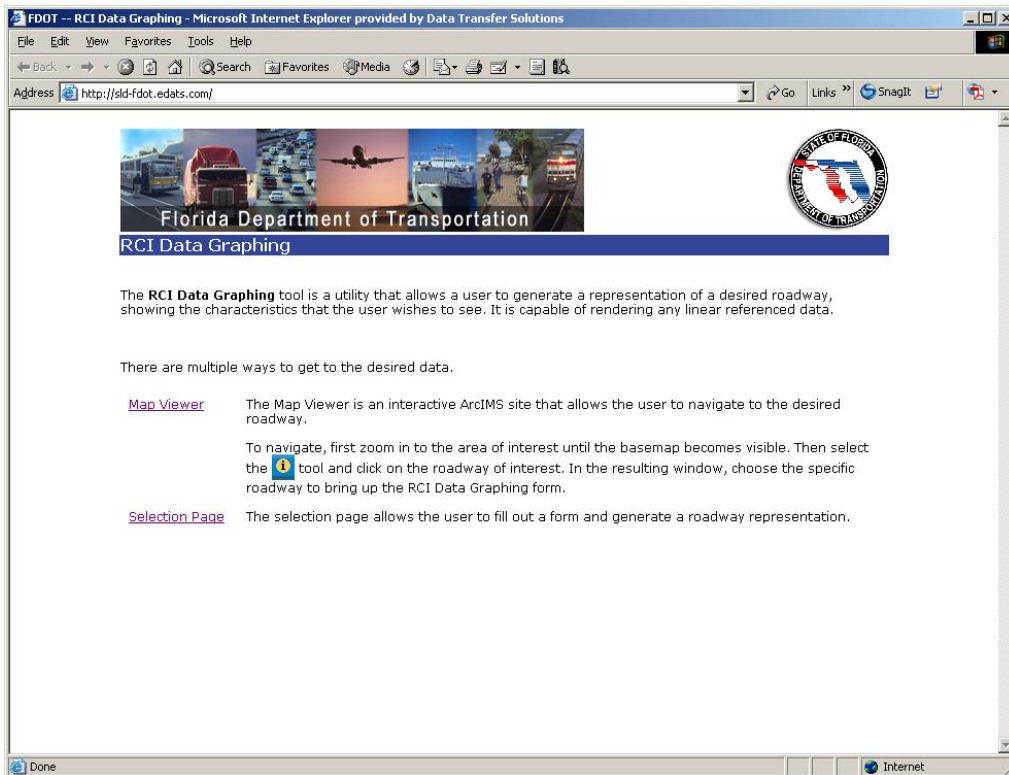 FDOT -- RCI Data Graphing - Microsoft Internet Explorer provided by Data Transfer Solutions
File Edit View Favorites Tools Help
Back Search Favorites Media
Address http://sld-fdot.edats.com/ Go Links » SnagIt
Florida Department of Transportation
STATE OF FLORIDA
DEPARTMENT OF TRANSPORTATION
RCI Data Graphing
The RCI Data Graphing tool is a utility that allows a user to generate a representation of a desired roadway,
showing the characteristics that the user wishes to see. It is capable of rendering any linear referenced data.
There are multiple ways to get to the desired data.
Map Viewer The Map Viewer is an interactive ArcIMS site that allows the user to navigate to the desired
roadway.
To navigate, first zoom in to the area of interest until the basemap becomes visible. Then select
the i tool and click on the roadway of interest. In the resulting window, choose the specific
roadway to bring up the RCI Data Graphing form.
Selection Page The selection page allows the user to fill out a form and generate a roadway representation.
Done Internet